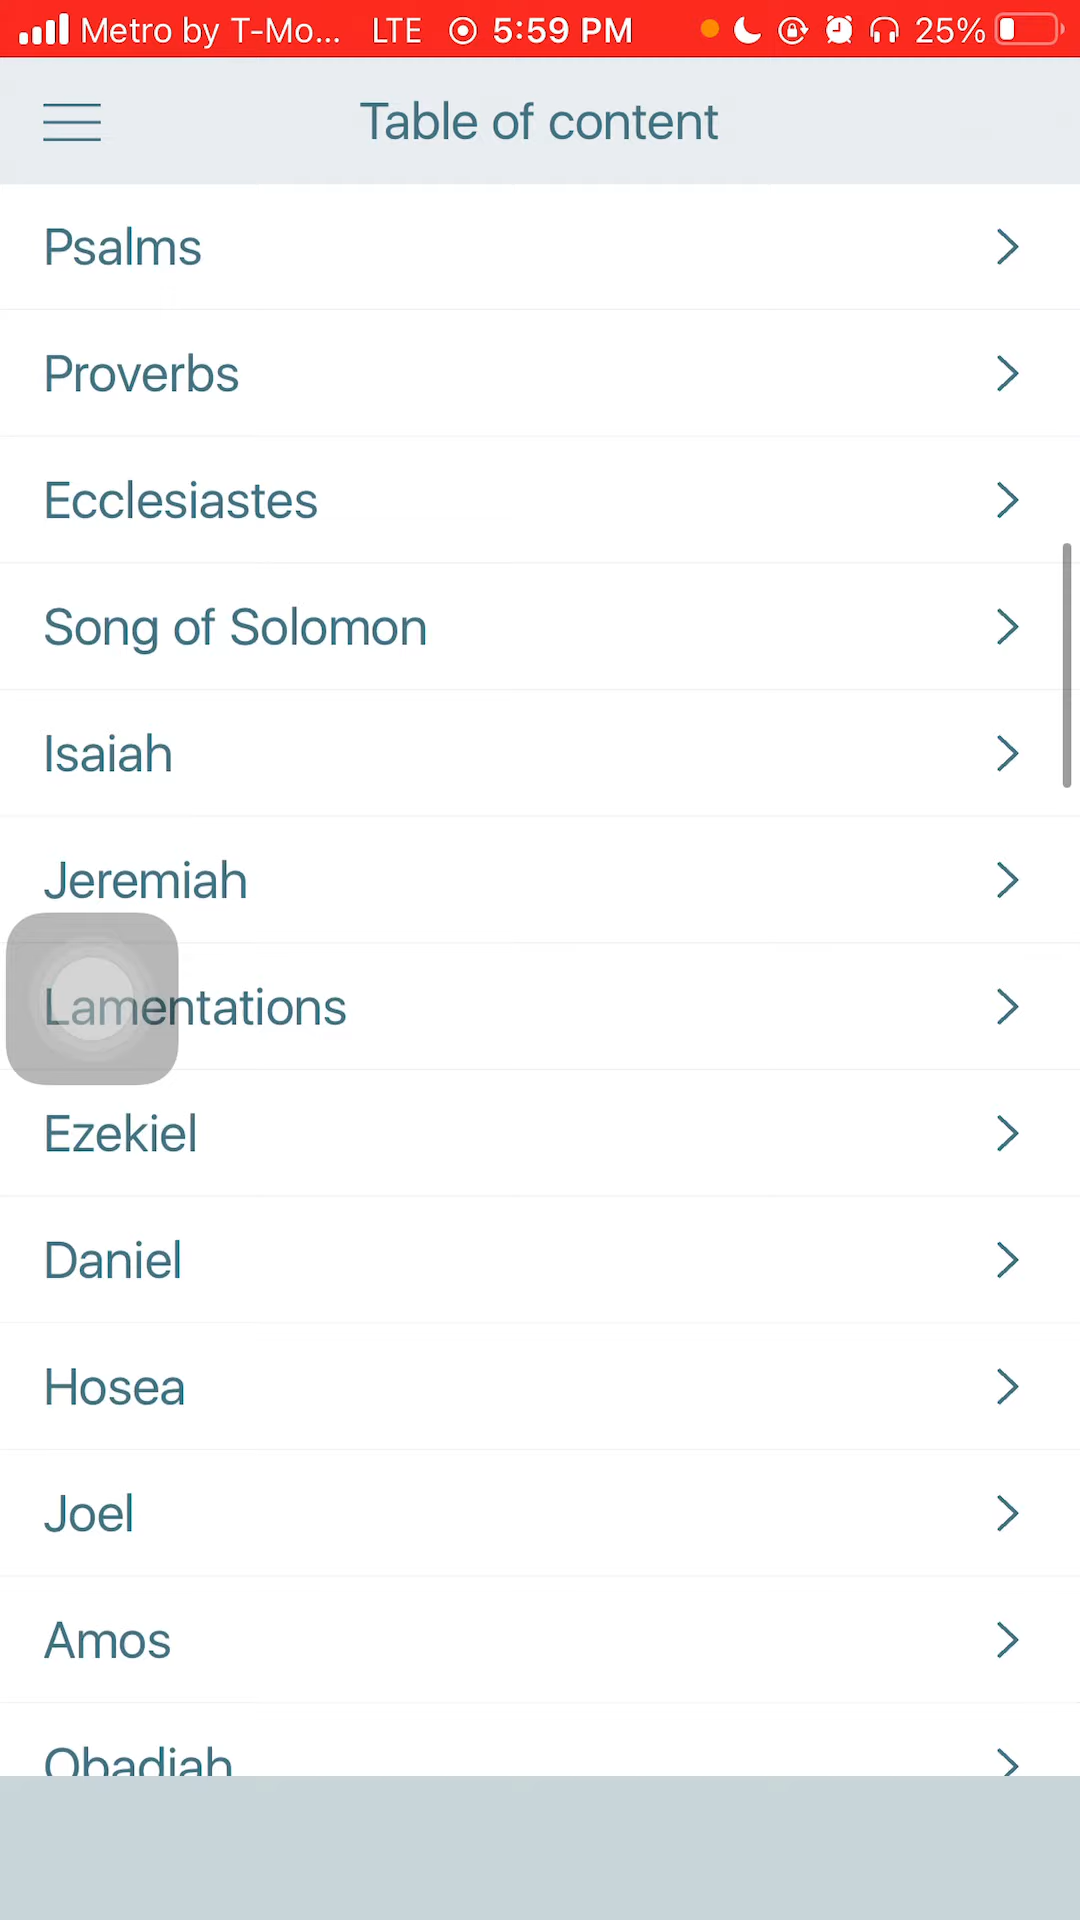 Metro by T-Mo... LTE 5:59 PM 25%
Table of content
Psalms
Proverbs
Ecclesiastes
Song of Solomon
Isaiah
Jeremiah
Lamentations
Ezekiel
Daniel
Hosea
Joel
Amos
Obadiah